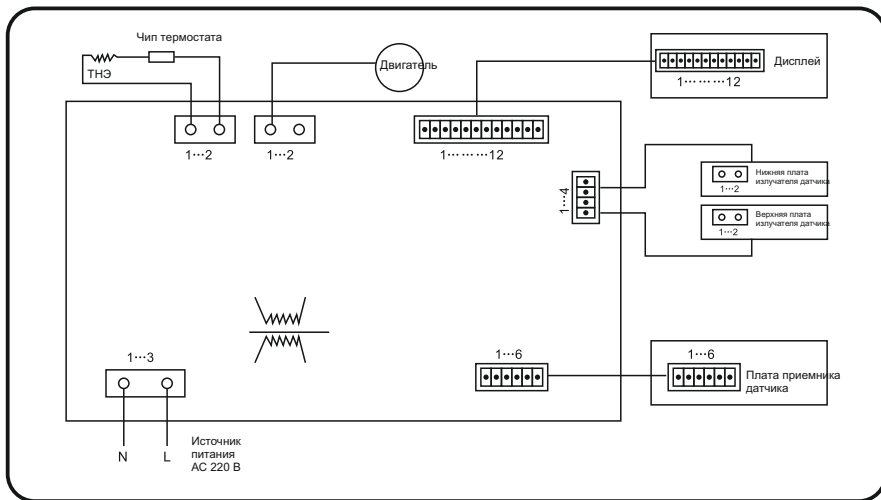 Чип термостата
ТНЭ
Двигатель
Дисплей
1………12
1…2
1…2
1………12
1…4
Нижняя плата
излучателя датчика
1…2
Верхняя плата
излучателя датчика
1…2
1…3
1…6
1…6
Плата приемника
датчика
N
L
Источник
питания
АС 220 В